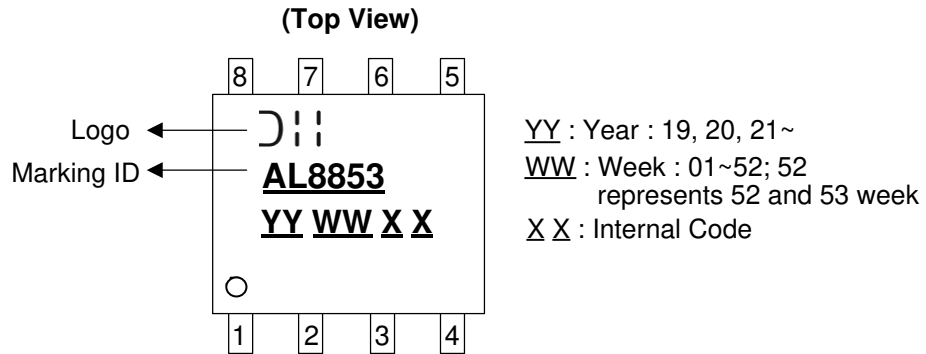 (Top View)
8 7 6 5
Logo
Marking ID
AL8853
YY WW X X
YY : Year : 19, 20, 21~
WW : Week : 01~52; 52
represents 52 and 53 week
X X : Internal Code
1 2 3 4